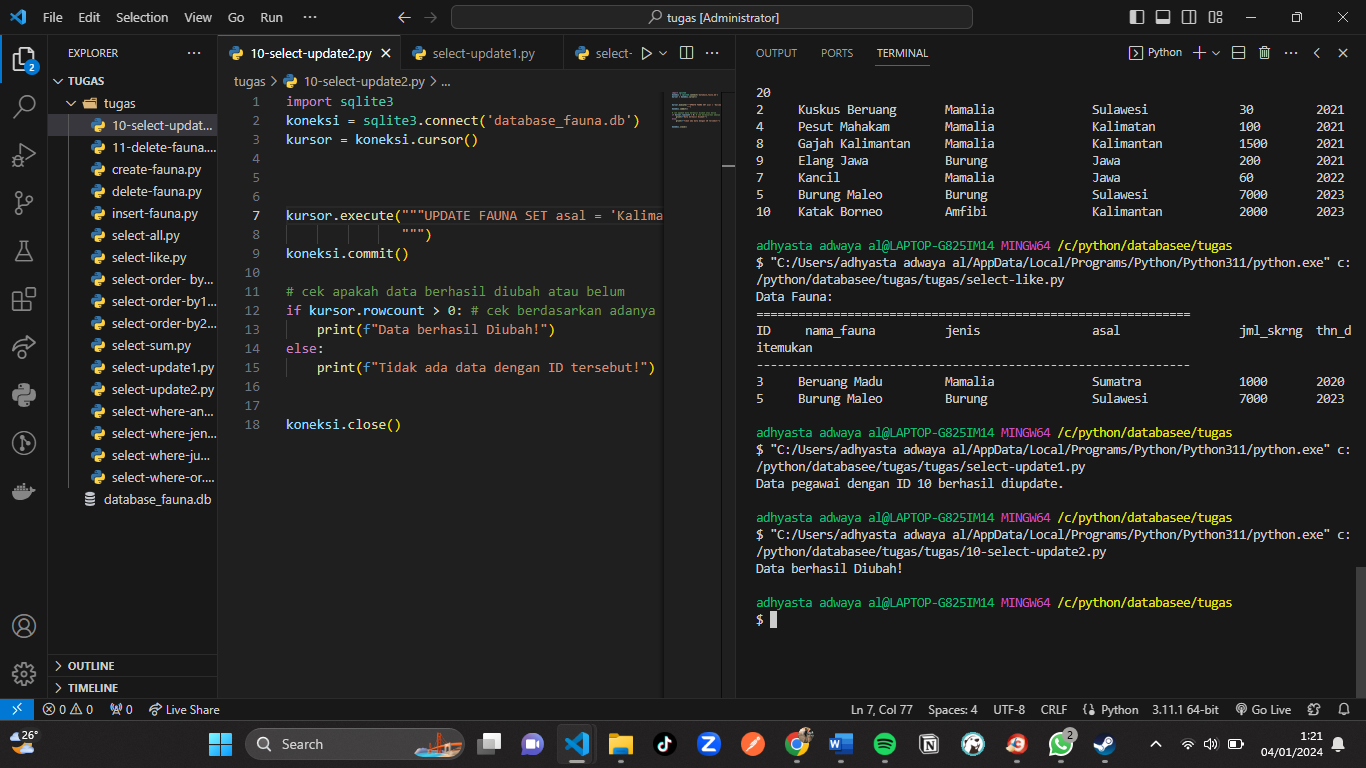 File Edit Selection View Go Run ··· tugas [Administrator]
EXPLORER
TUGAS
tugas
10-select-updat...
11-delete-fauna....
create-fauna.py
delete-fauna.py
insert-fauna.py
select-all.py
select-like.py
select-order- by...
select-order-by1...
select-order-by2...
select-sum.py
select-update1.py
select-update2.py
select-where-an...
select-where-jen...
select-where-ju...
select-where-or....
database_fauna.db
OUTLINE
TIMELINE
2
10-select-update2.py select-update1.py select-
tugas > 10-select-update2.py > ...
1 import sqlite3
2 koneksi = sqlite3.connect('database_fauna.db')
3 kursor = koneksi.cursor()
4
5
6
7 kursor.execute("""UPDATE FAUNA SET asal = 'Kalima
8 """)
9 koneksi.commit()
10
11 # cek apakah data berhasil diubah atau belum
12 if kursor.rowcount > 0: # cek berdasarkan adanya
13 print(f"Data berhasil Diubah!")
14 else:
15 print(f"Tidak ada data dengan ID tersebut!")
16
17
18 koneksi.close()
OUTPUT PORTS TERMINAL Python
20
2 Kuskus Beruang Mamalia Sulawesi 30 2021
4 Pesut Mahakam Mamalia Kalimatan 100 2021
8 Gajah Kalimantan Mamalia Kalimantan 1500 2021
9 Elang Jawa Burung Jawa 200 2021
7 Kancil Mamalia Jawa 60 2022
5 Burung Maleo Burung Sulawesi 7000 2023
10 Katak Borneo Amfibi Kalimantan 2000 2023
adhyasta adwaya al@LAPTOP-G825IM14 MINGW64 /c/python/databasee/tugas
$ "C:/Users/adhyasta adwaya al/AppData/Local/Programs/Python/Python311/python.exe" c:
/python/databasee/tugas/tugas/select-like.py
Data Fauna:
==============================================================
ID nama_fauna jenis asal jml_skrng thn_d
itemukan
--------------------------------------------------------------
3 Beruang Madu Mamalia Sumatra 1000 2020
5 Burung Maleo Burung Sulawesi 7000 2023
adhyasta adwaya al@LAPTOP-G825IM14 MINGW64 /c/python/databasee/tugas
$ "C:/Users/adhyasta adwaya al/AppData/Local/Programs/Python/Python311/python.exe" c:
/python/databasee/tugas/tugas/select-update1.py
Data pegawai dengan ID 10 berhasil diupdate.
adhyasta adwaya al@LAPTOP-G825IM14 MINGW64 /c/python/databasee/tugas
$ "C:/Users/adhyasta adwaya al/AppData/Local/Programs/Python/Python311/python.exe" c:
/python/databasee/tugas/tugas/10-select-update2.py
Data berhasil Diubah!
adhyasta adwaya al@LAPTOP-G825IM14 MINGW64 /c/python/databasee/tugas
$
0 0 0 Live Share Ln 7, Col 77 Spaces: 4 UTF-8 CRLF Python 3.11.1 64-bit Go Live
26° Search 2 1:21
04/01/2024